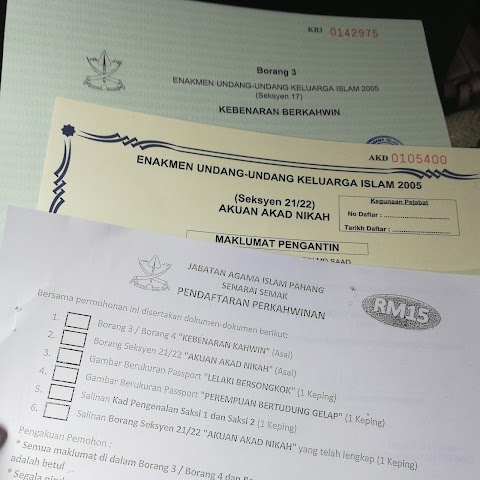 KB3 0142975
Borang 3
ENAKMEN UNDANG-UNDANG KELUARGA ISLAM 2005
(Seksyen 17)
KEBENARAN BERKAHWIN
AKD 0105400
ENAKMEN UNDANG-UNDANG KELUARGA ISLAM 2005
(Seksyen 21/22)
AKUAN AKAD NIKAH
Kegunaan Pejabat
No Daftar :
Tarikh Daftar :
MAKLUMAT PENGANTIN
MD SAAD
JABATAN AGAMA ISLAM PAHANG
SENARAI SEMAK
PENDAFTARAN PERKAHWINAN
RM15
Bersama permohonan ini disertakan dokumen-dokumen berikut:
1. Borang 3 / Borang 4 "KEBENARAN KAHWIN" (Asal)
2. Borang Seksyen 21/22 "AKUAN AKAD NIKAH" (Asal)
3. Gambar Berukuran Passport "LELAKI BERSONGKOK" (1 Keping)
4. Gambar Berukuran Passport "PEREMPUAN BERTUDUNG GELAP" (1 Keping)
5. Salinan Kad Pengenalan Saksi 1 dan Saksi 2 (1 Keping)
6. Salinan Borang Seksyen 21/22 "AKUAN AKAD NIKAH" yang telah lengkap (1 Keping)
Pengakuan Pemohon :
* Semua maklumat di dalam Borang 3 / Borang 4 dan Bo
adalah betul
* Segala